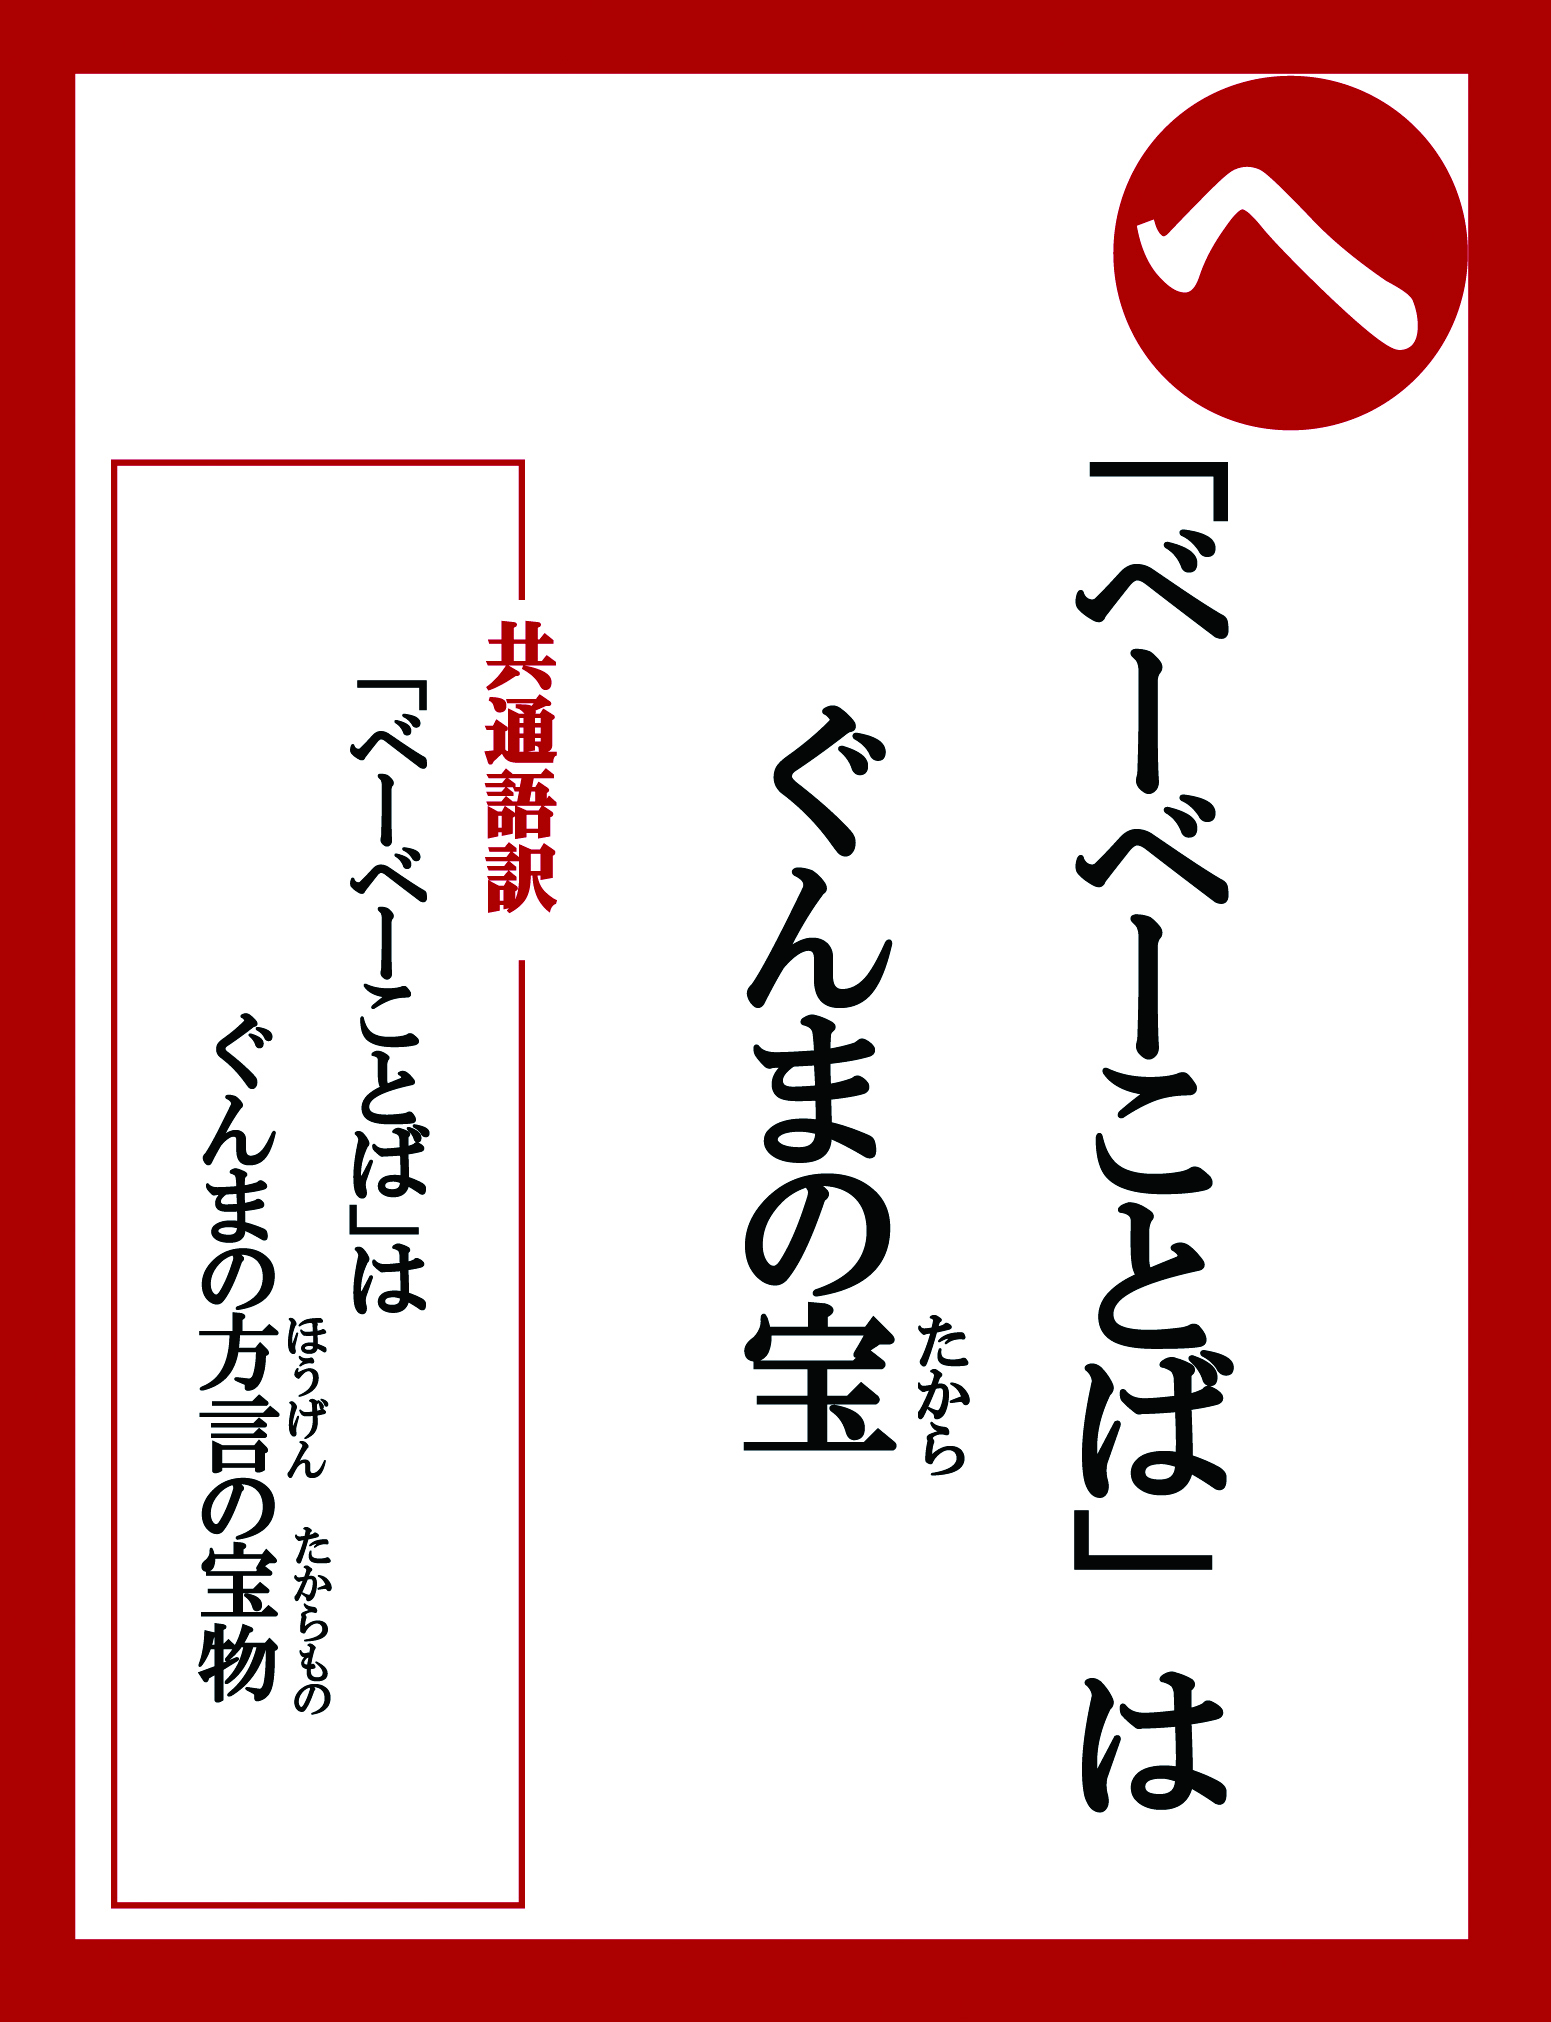 へ
「べーべーことば」は
ぐんまの宝
たから
共通語訳
「べーべーことば」は
ぐんまの方言の宝物
ほうげん たからもの